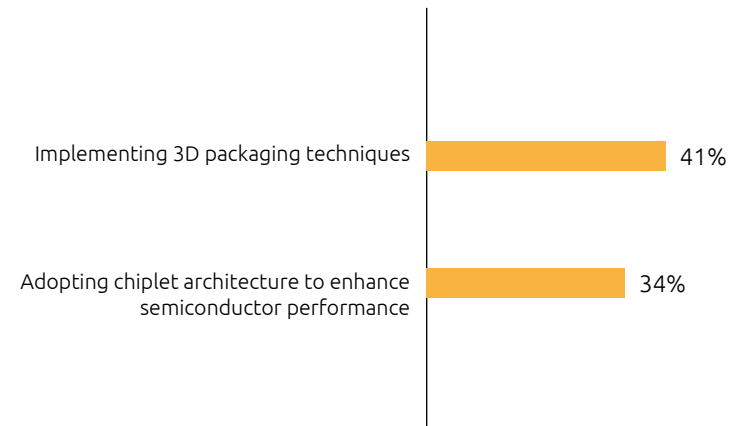 Implementing 3D packaging techniques
41%
Adopting chiplet architecture to enhance
semiconductor performance
34%